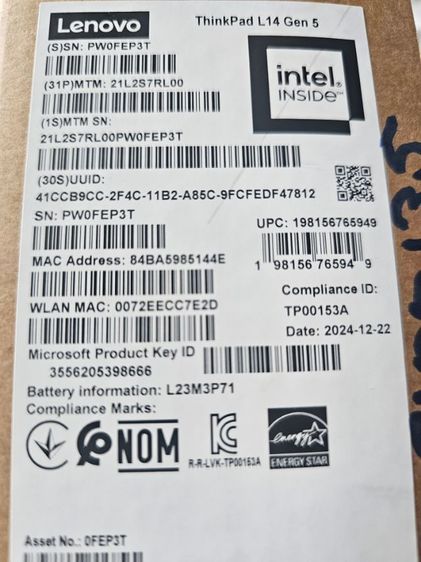 Lenovo
ThinkPad L14 Gen 5
(S)SN: PW0FEP3T
(31P)MTM: 21L2S7RL00
intel.
INSIDE™
(1S)MTM SN:
21L2S7RL00PW0FEP3T
(30S)UUID:
41CCB9CC-2F4C-11B2-A85C-9FCFEDF47812
SN: PW0FEP3T
UPC: 198156765949
MAC Address: 84BA5985144E
1 98156 76594 9
Compliance ID:
WLAN MAC: 0072EECC7E2D
TP00153A
Date: 2024-12-22
Microsoft Product Key ID
3556205398666
Battery information: L23M3P71
Compliance Marks:
NOM
R-R-LVK-TP00153A
energy
ENERGY STAR
Asset No.: 0FEP3T